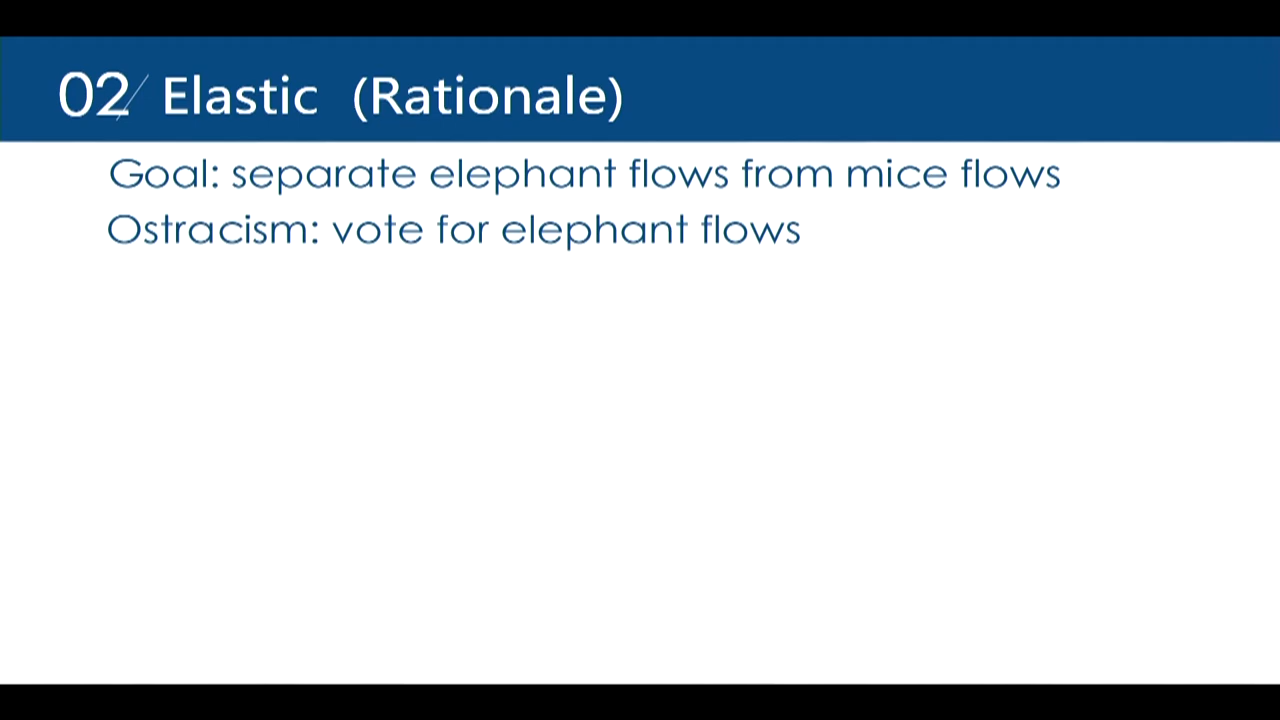 02/ Elastic (Rationale)
Goal: separate elephant flows from mice flows
Ostracism: vote for elephant flows